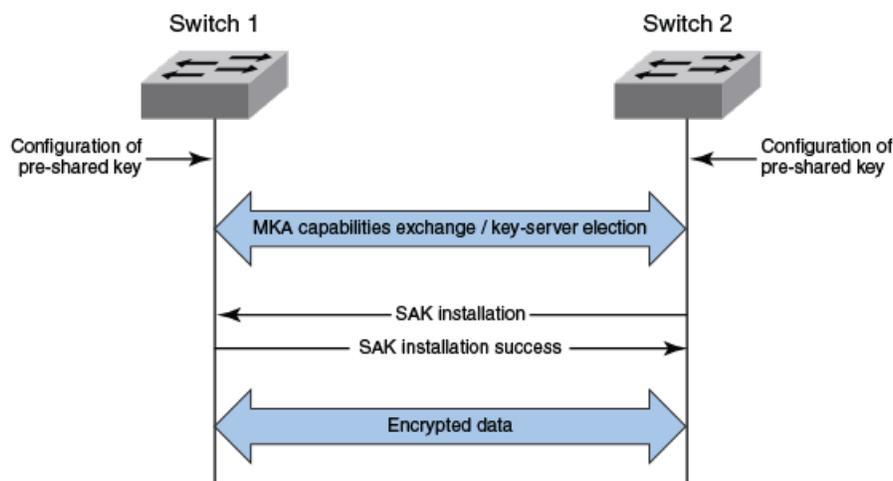 Switch 1
Switch 2
Configuration of
pre-shared key
Configuration of
pre-shared key
MKA capabilities exchange / key-server election
SAK installation
SAK installation success
Encrypted data